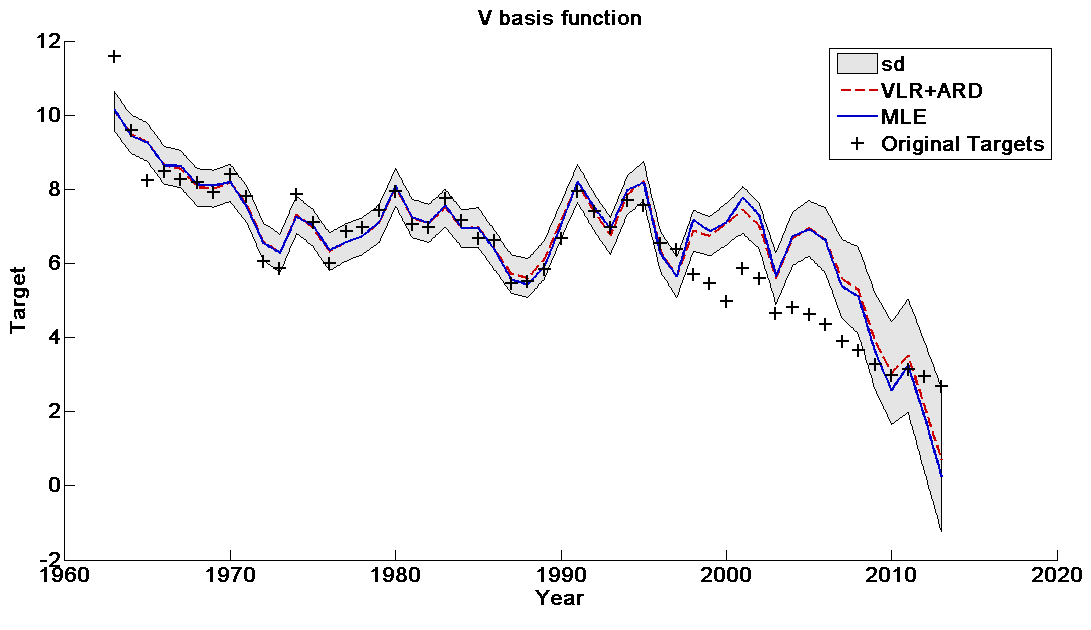 V basis function
12
10
8
6
4
2
0
-2
Target
1960 1970 1980 1990 2000 2010 2020
Year
sd
VLR+ARD
MLE
Original Targets